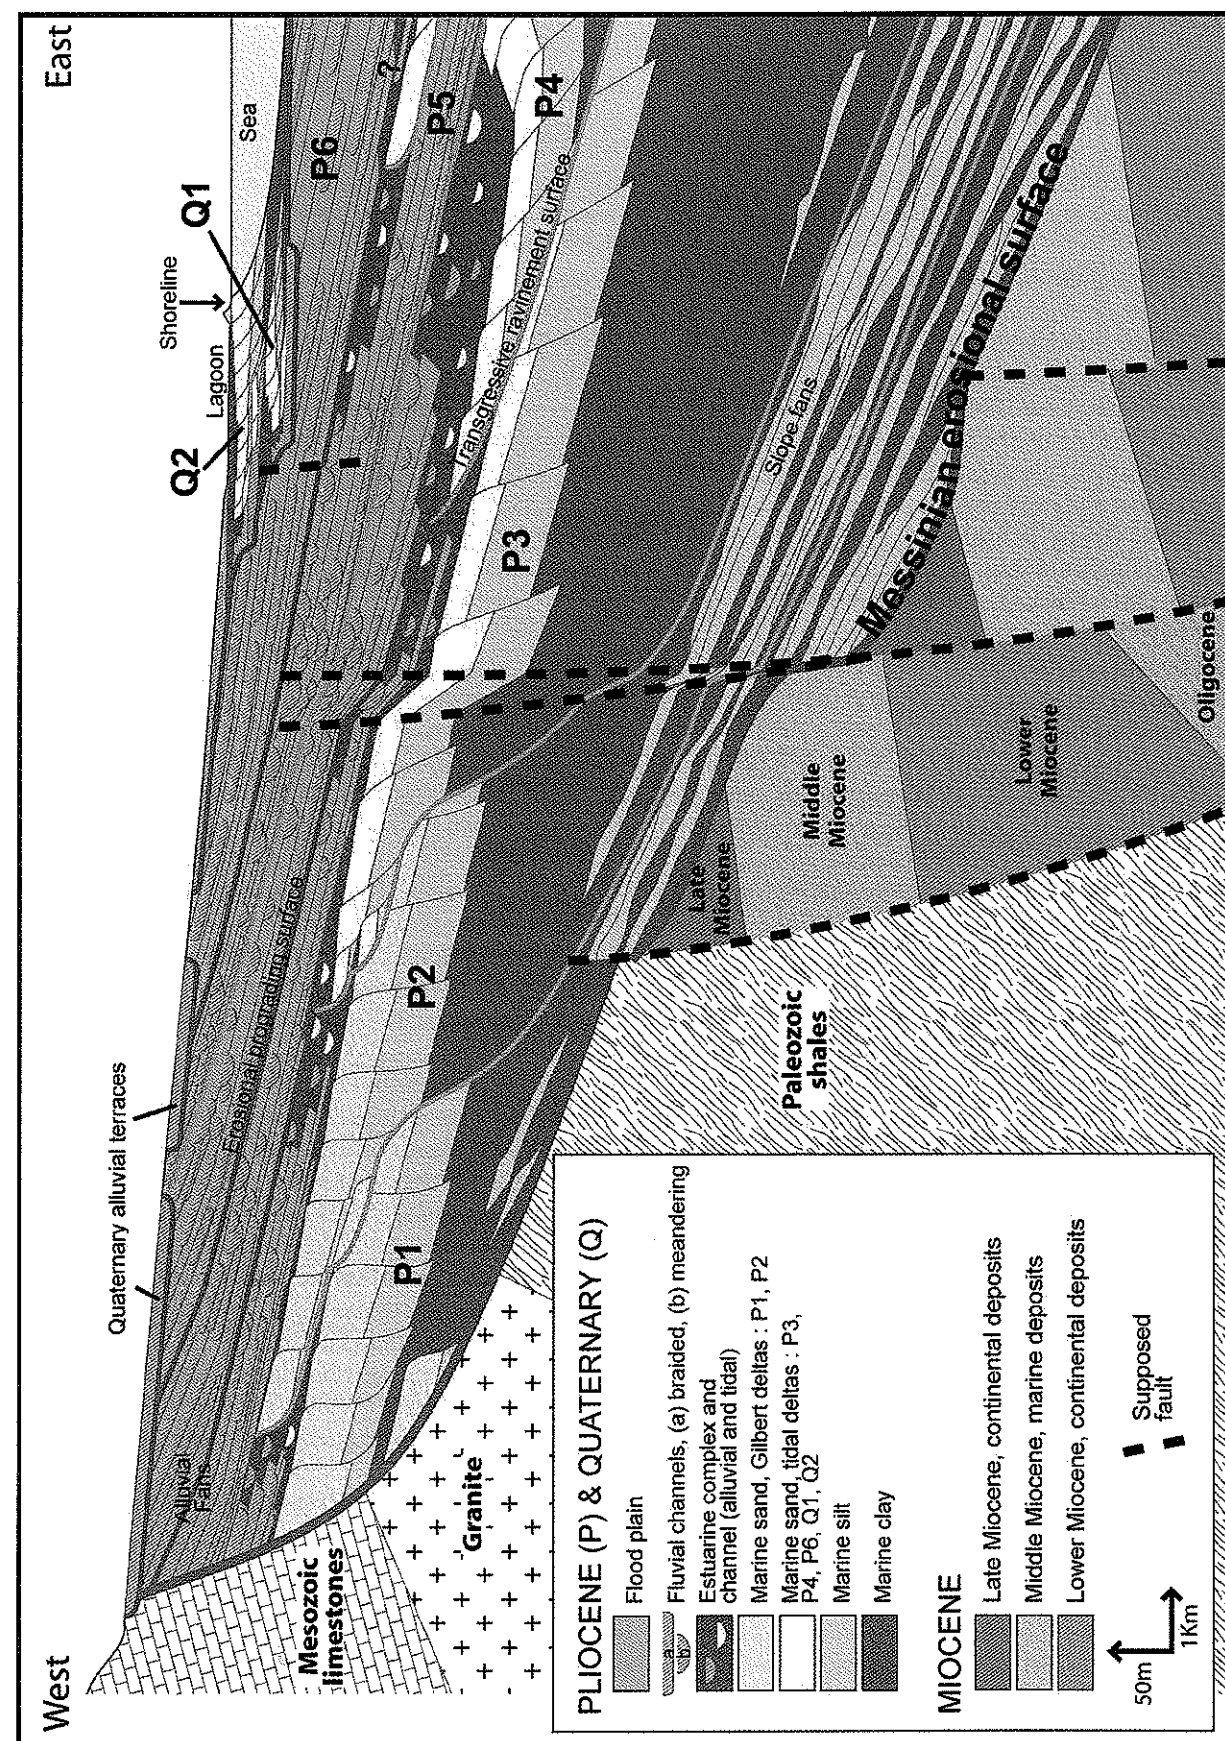 West
East
Sea
Shoreline
Lagoon
Q1
Q2
Quaternary alluvial terraces
P6
?
P5
P4
Erosional prograding surface
Transgressive ravinement surface
P3
P2
P1
Alluvial
Fans
Slope fans
Messinian erosional surface
Mesozoic
limestones
Granite
Paleozoic
shales
Late
Miocene
Middle
Miocene
Lower
Miocene
Oligocene
PLIOCENE (P) & QUATERNARY (Q)
Flood plain
a
b
Fluvial channels, (a) braided, (b) meandering
Estuarine complex and
channel (alluvial and tidal)
Marine sand, Gilbert deltas : P1, P2
Marine sand, tidal deltas : P3,
P4, P6, Q1, Q2
Marine silt
Marine clay
MIOCENE
Late Miocene, continental deposits
Middle Miocene, marine deposits
Lower Miocene, continental deposits
50m
1Km
Supposed
fault